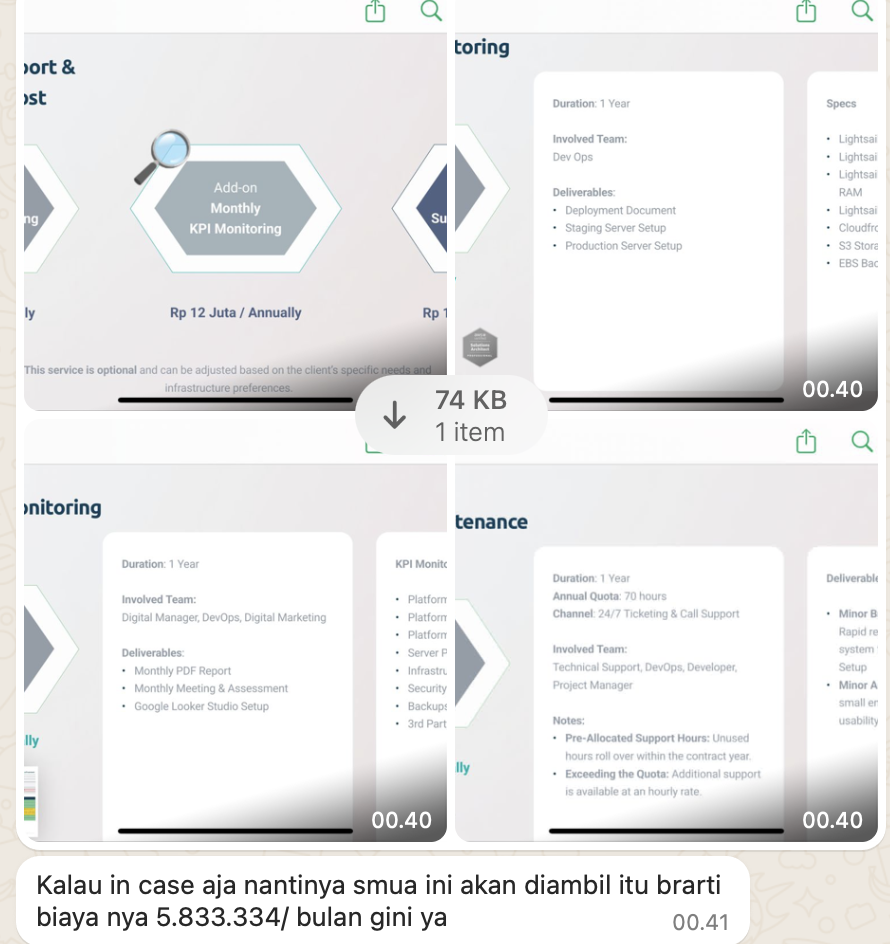 port &
ost
ng
Add-on
Monthly
KPI Monitoring
Su
ly
Rp 12 Juta / Annually
Rp 1
This service is optional and can be adjusted based on the client's specific needs and
infrastructure preferences.
toring
Duration: 1 Year
Involved Team:
Dev Ops
Deliverables:
• Deployment Document
• Staging Server Setup
• Production Server Setup
Specs
• Lightsai
• Lightsai
• Lightsai
RAM
• Lightsai
• Cloudfro
• S3 Stora
• EBS Bac
00.40
74 KB
1 item
onitoring
Duration: 1 Year
Involved Team:
Digital Manager, DevOps, Digital Marketing
Deliverables:
• Monthly PDF Report
• Monthly Meeting & Assessment
• Google Looker Studio Setup
KPI Monito
• Platform
• Platform
• Platform
• Server P
• Infrastru
• Security
• Backups
• 3rd Part
lly
00.40
tenance
Duration: 1 Year
Annual Quota: 70 hours
Channel: 24/7 Ticketing & Call Support
Involved Team:
Technical Support, DevOps, Developer,
Project Manager
Notes:
• Pre-Allocated Support Hours: Unused
hours roll over within the contract year.
• Exceeding the Quota: Additional support
is available at an hourly rate.
Deliverable
• Minor B
Rapid re
system
Setup
• Minor A
small en
usability
lly
00.40
Kalau in case aja nantinya smua ini akan diambil itu brarti
biaya nya 5.833.334/ bulan gini ya
00.41